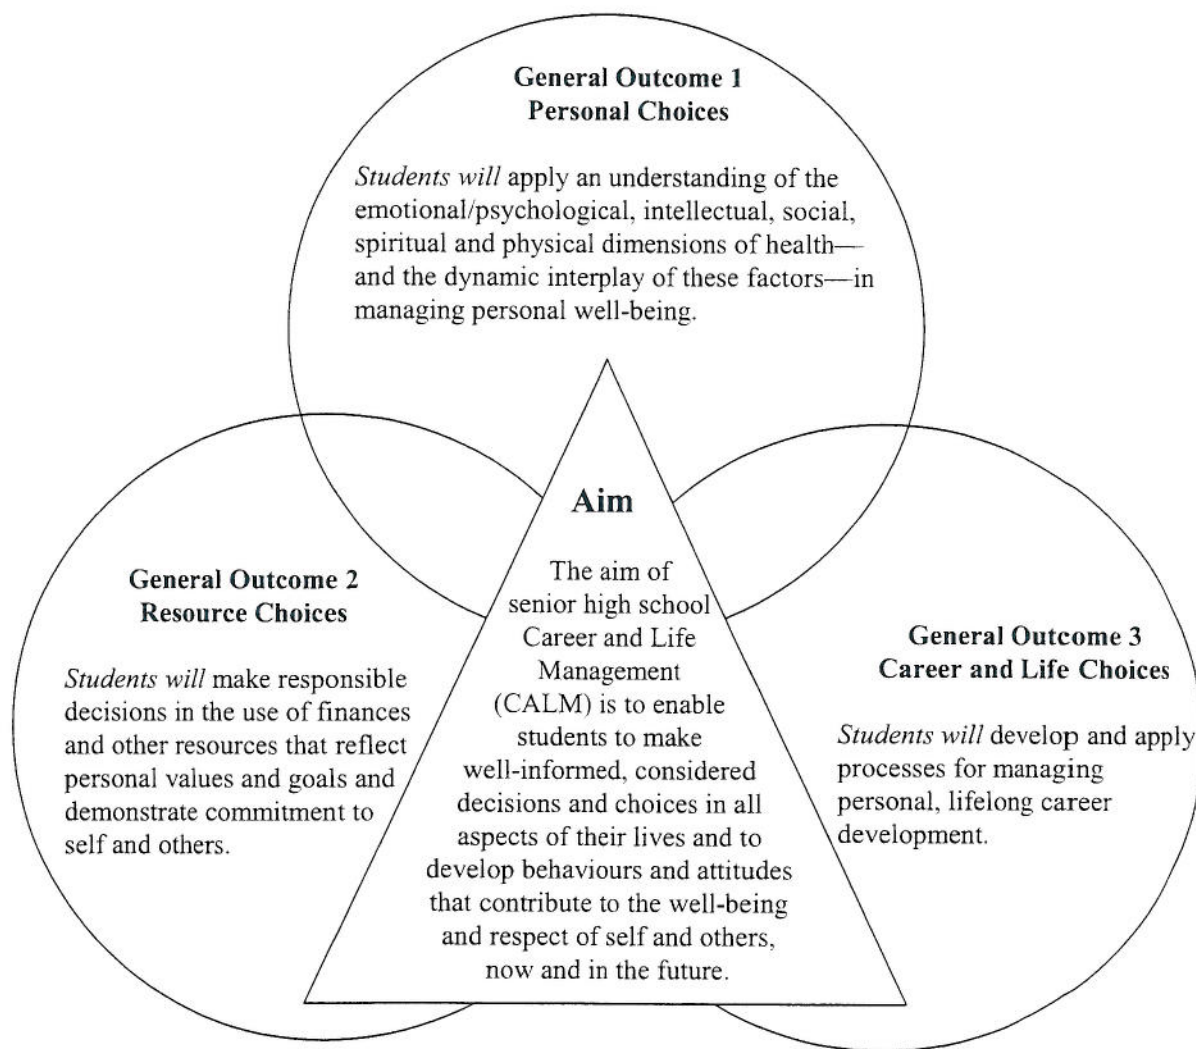 General Outcome 1
Personal Choices
Students will apply an understanding of the
emotional/psychological, intellectual, social,
spiritual and physical dimensions of health—
and the dynamic interplay of these factors—in
managing personal well-being.
Aim
The aim of
senior high school
Career and Life
Management
(CALM) is to enable
students to make
well-informed, considered
decisions and choices in all
aspects of their lives and to
develop behaviours and attitudes
that contribute to the well-being
and respect of self and others,
now and in the future.
General Outcome 2
Resource Choices
Students will make responsible
decisions in the use of finances
and other resources that reflect
personal values and goals and
demonstrate commitment to
self and others.
General Outcome 3
Career and Life Choices
Students will develop and apply
processes for managing
personal, lifelong career
development.